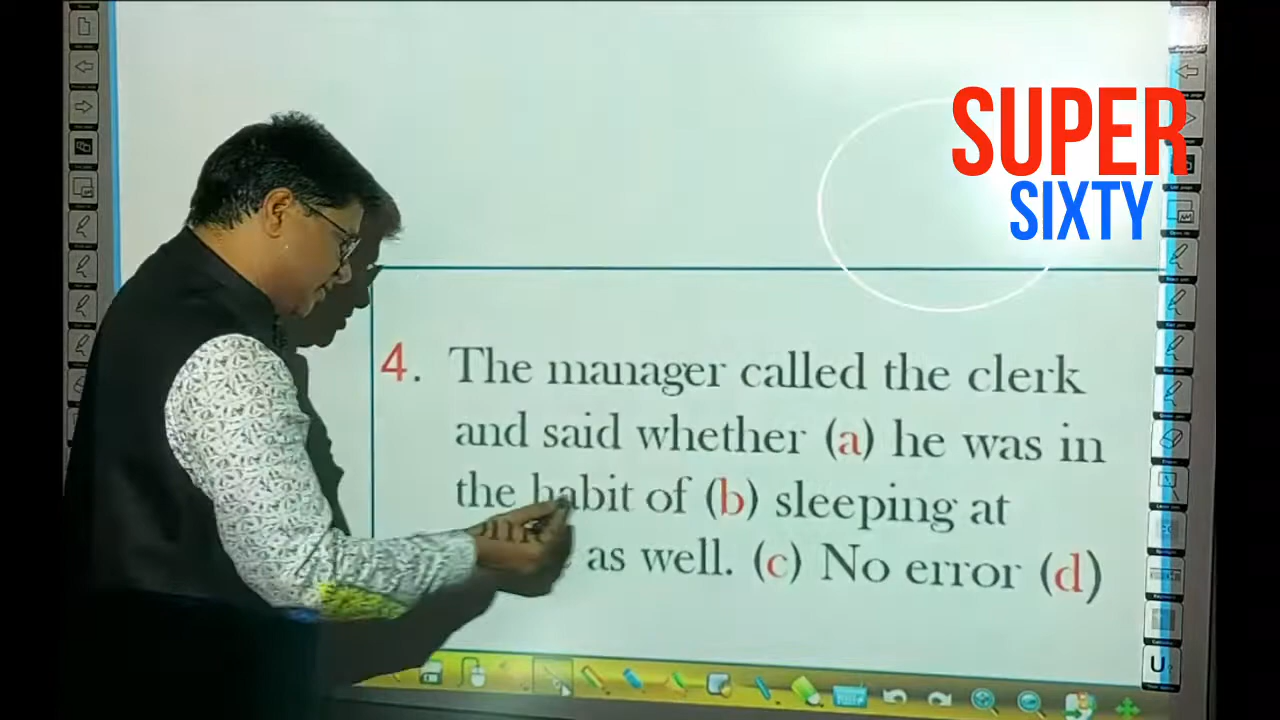 SUPER
SIXTY
4. The manager called the clerk
and said whether (a) he was in
the habit of (b) sleeping at
as well. (c) No error (d)
U